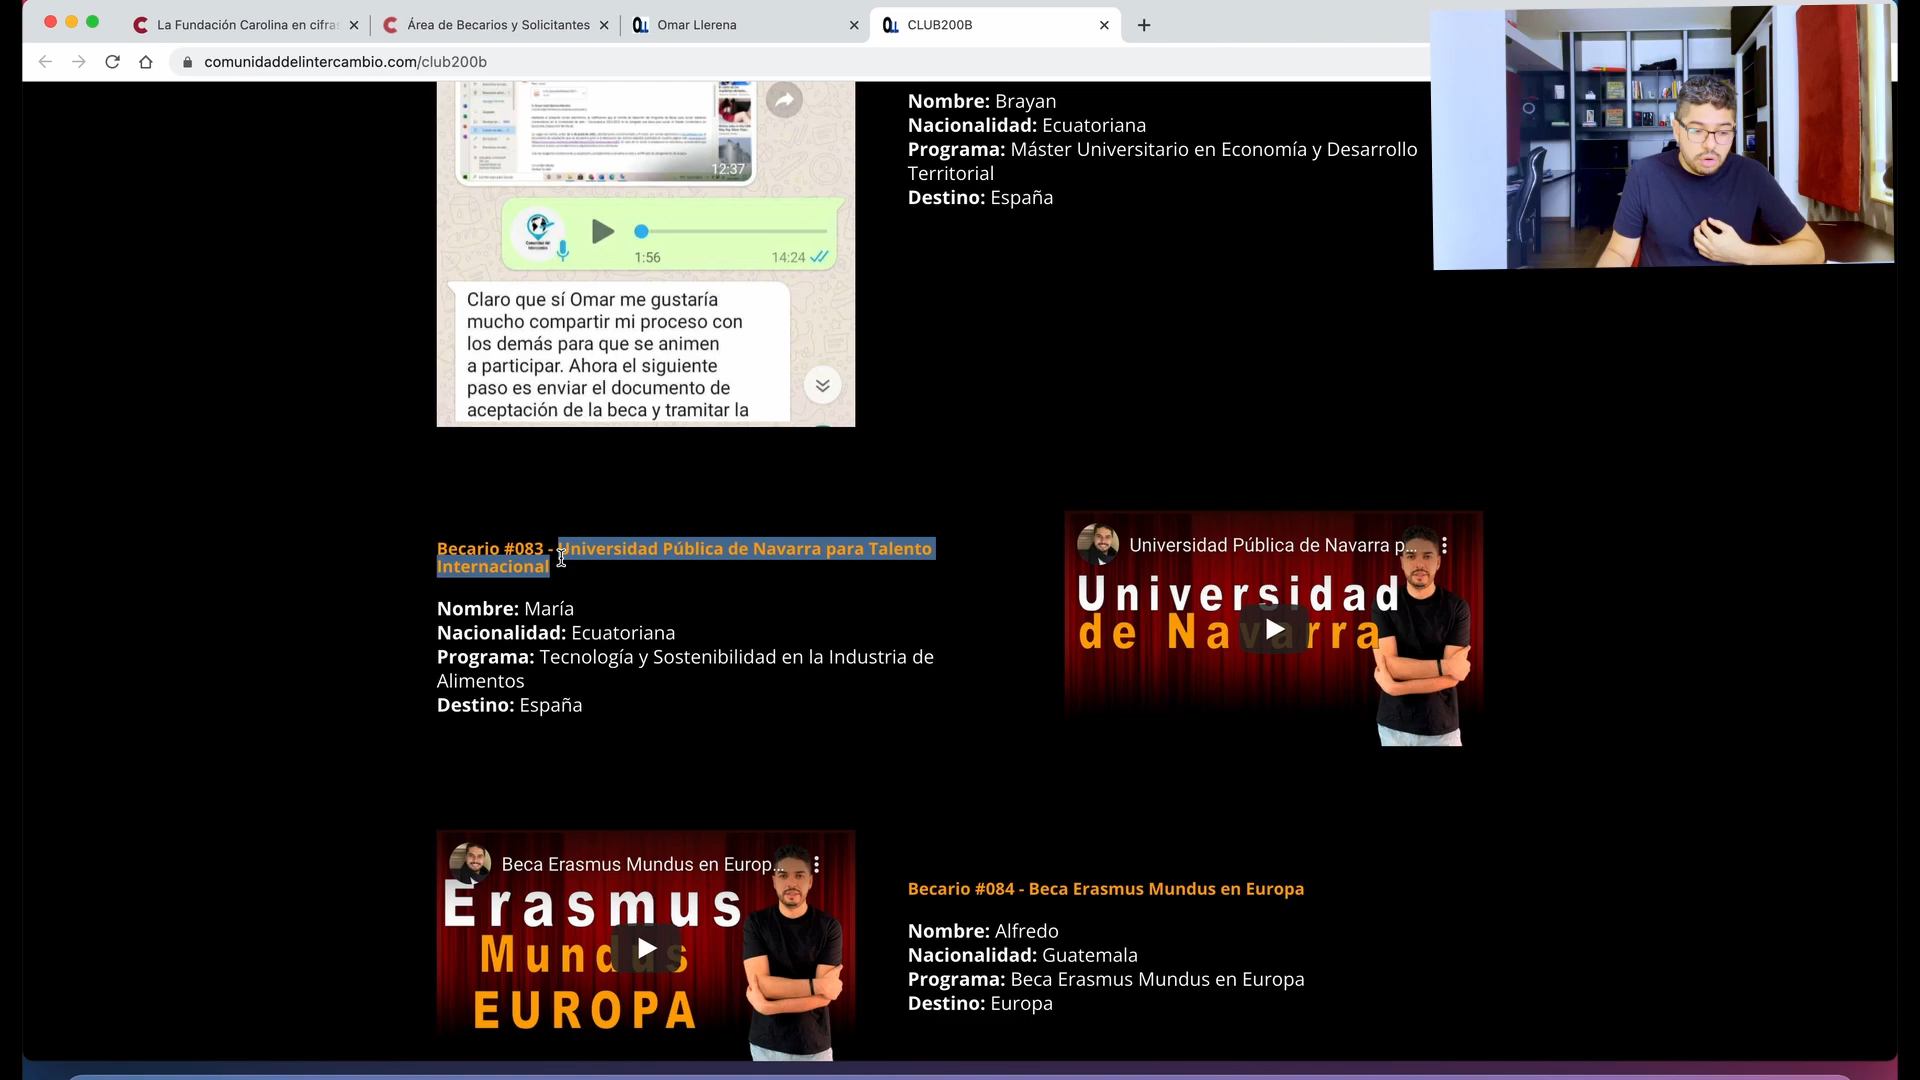 La Fundación Carolina en cifras
Área de Becarios y Solicitantes
Omar Llerena
CLUB200B
comunidaddelintercambio.com/club200b
12:37
1:56
14:24
Claro que sí Omar me gustaría
mucho compartir mi proceso con
los demás para que se animen
a participar. Ahora el siguiente
paso es enviar el documento de
aceptación de la beca y tramitar la
Nombre: Brayan
Nacionalidad: Ecuatoriana
Programa: Máster Universitario en Economía y Desarrollo
Territorial
Destino: España
Becario #083 - Universidad Pública de Navarra para Talento
Internacional
Nombre: María
Nacionalidad: Ecuatoriana
Programa: Tecnología y Sostenibilidad en la Industria de
Alimentos
Destino: España
Universidad Pública de Navarra p...
Universidad
de Navarra
Beca Erasmus Mundus en Europ...
Erasmus
Mundus
EUROPA
Becario #084 - Beca Erasmus Mundus en Europa
Nombre: Alfredo
Nacionalidad: Guatemala
Programa: Beca Erasmus Mundus en Europa
Destino: Europa